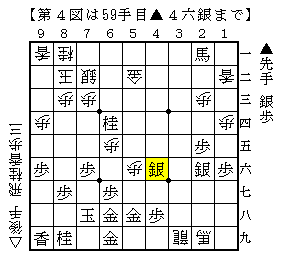 【第４図は59手目▲４六銀まで】
９ ８ ７ ６ ５ ４ ３ ２ １
香 桂 馬 一
玉 銀 金 香 二
歩 歩 歩 三
歩 桂 歩 四
歩 歩 五
歩 歩 歩 銀 銀 歩 六
歩 歩 七
玉 金 金 歩 八
香 桂 金 龍 馬 九
▲先手 銀歩
△後手 飛桂香歩三